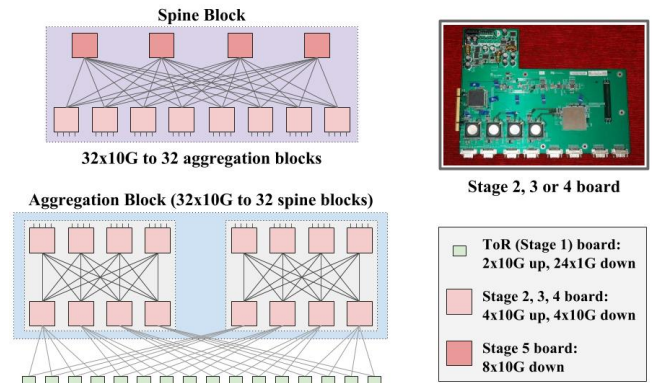 Spine Block
32x10G to 32 aggregation blocks
Stage 2, 3 or 4 board
Aggregation Block (32x10G to 32 spine blocks)
ToR (Stage 1) board:
2x10G up, 24x1G down
Stage 2, 3, 4 board:
4x10G up, 4x10G down
Stage 5 board:
8x10G down